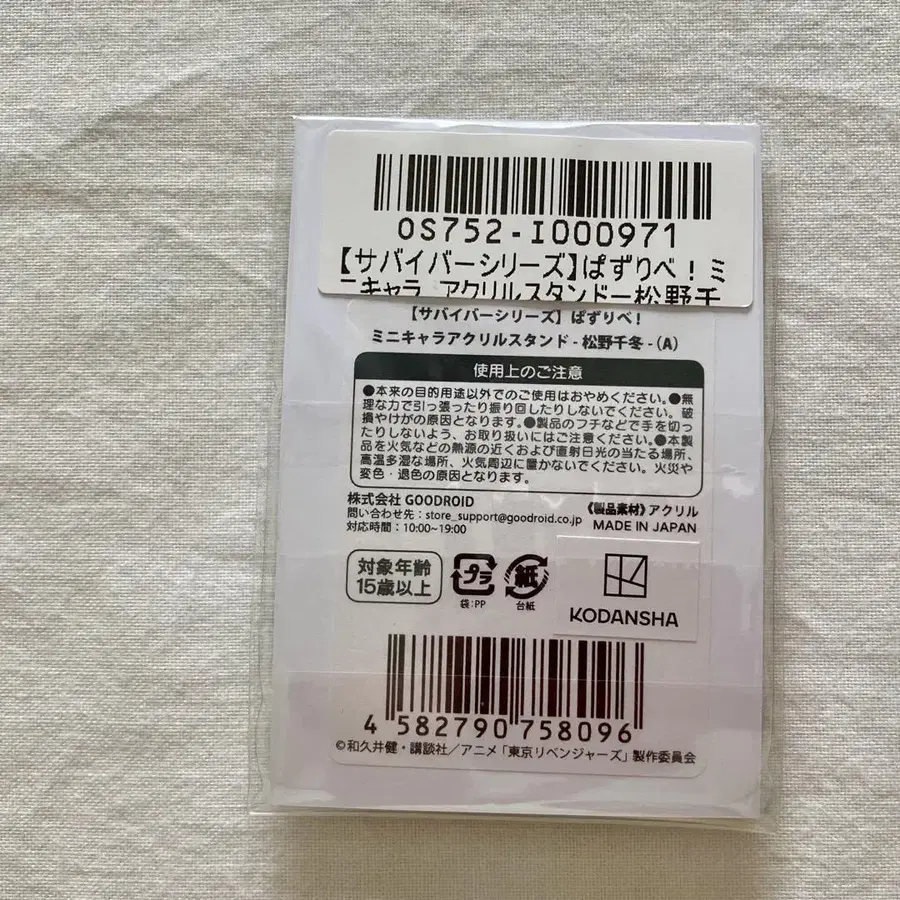 OS752-I000971
【サバイバーシリーズ】ぱずりべ！ミ
ニキャラ アクリルスタンドー松野千
【サバイバーシリーズ】ぱずりべ！
ミニキャラアクリルスタンド - 松野千冬 - （A）
使用上のご注意
●本来の目的用途以外でのご使用はおやめください。●無
理な力で引っ張ったり振り回したりしないでください。破
損やけがの原因となります。●製品のフチなどで手を切っ
たりしないよう、お取り扱いにはご注意ください。●本製
品を火気などの熱源の近くおよび直射日光の当たる場所、
高温多湿な場所、火気周辺に置かないでください。火災や
変色・退色の原因となります。
株式会社 GOODROID
問い合わせ先：store_support@goodroid.co.jp
対応時間：10:00~19:00
《製品素材》アクリル
MADE IN JAPAN
対象年齢
15歳以上
プラ
袋：PP
紙
台紙
KODANSHA
4 582790 758096
©和久井健・講談社／アニメ「東京リベンジャーズ」製作委員会